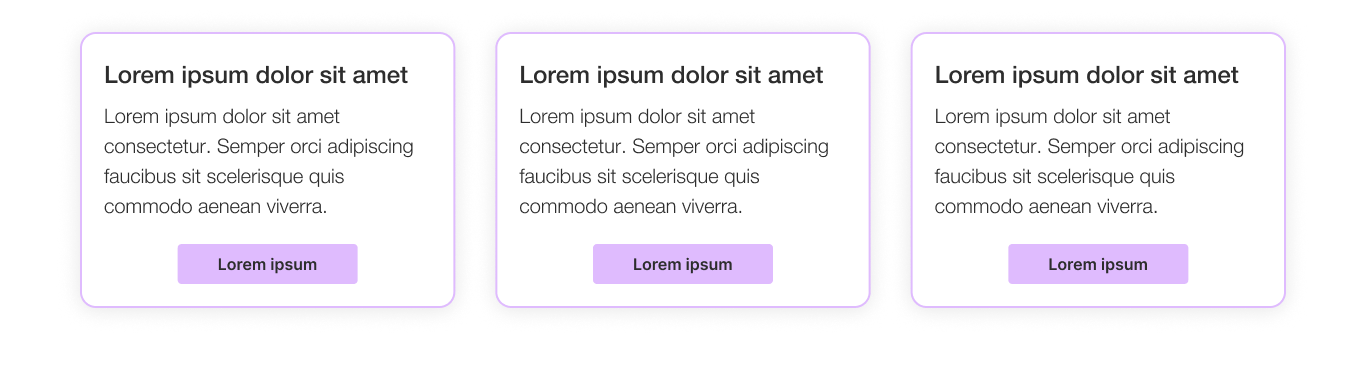 Lorem ipsum dolor sit amet
Lorem ipsum dolor sit amet
consectetur. Semper orci adipiscing
faucibus sit scelerisque quis
commodo aenean viverra.
Lorem ipsum
Lorem ipsum dolor sit amet
Lorem ipsum dolor sit amet
consectetur. Semper orci adipiscing
faucibus sit scelerisque quis
commodo aenean viverra.
Lorem ipsum
Lorem ipsum dolor sit amet
Lorem ipsum dolor sit amet
consectetur. Semper orci adipiscing
faucibus sit scelerisque quis
commodo aenean viverra.
Lorem ipsum